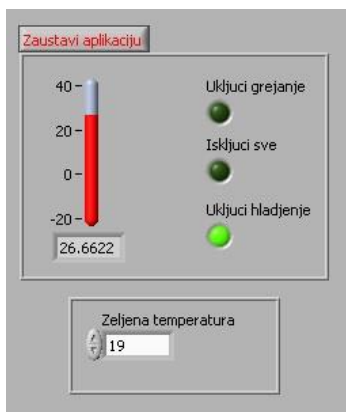 Zaustavi aplikaciju
40
20
0
-20
26.6622
Ukljuci grejanje
Iskljuci sve
Ukljuci hladjenje
Zeljena temperatura
19